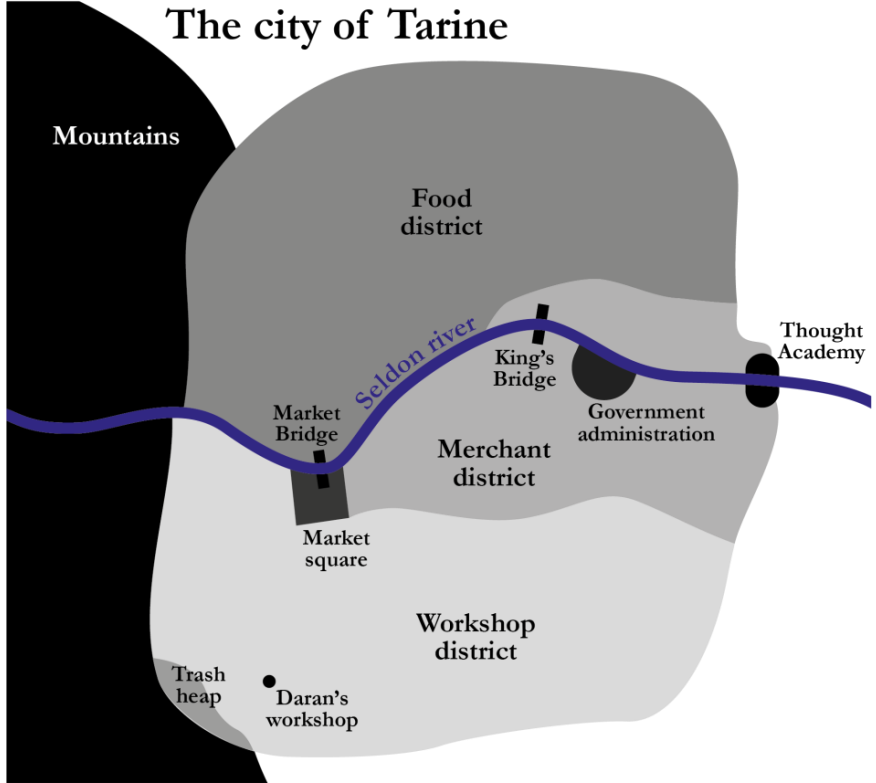 The city of Tarine
Mountains
Food
district
Seldon river
King's
Bridge
Thought
Academy
Market
Bridge
Government
administration
Merchant
district
Market
square
Workshop
district
Trash
heap
Daran's
workshop